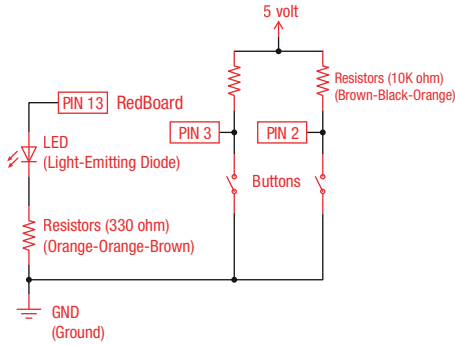 5 volt
Resistors (10K ohm)
(Brown-Black-Orange)
PIN 13 RedBoard
PIN 3
PIN 2
LED
(Light-Emitting Diode)
Buttons
Resistors (330 ohm)
(Orange-Orange-Brown)
GND
(Ground)